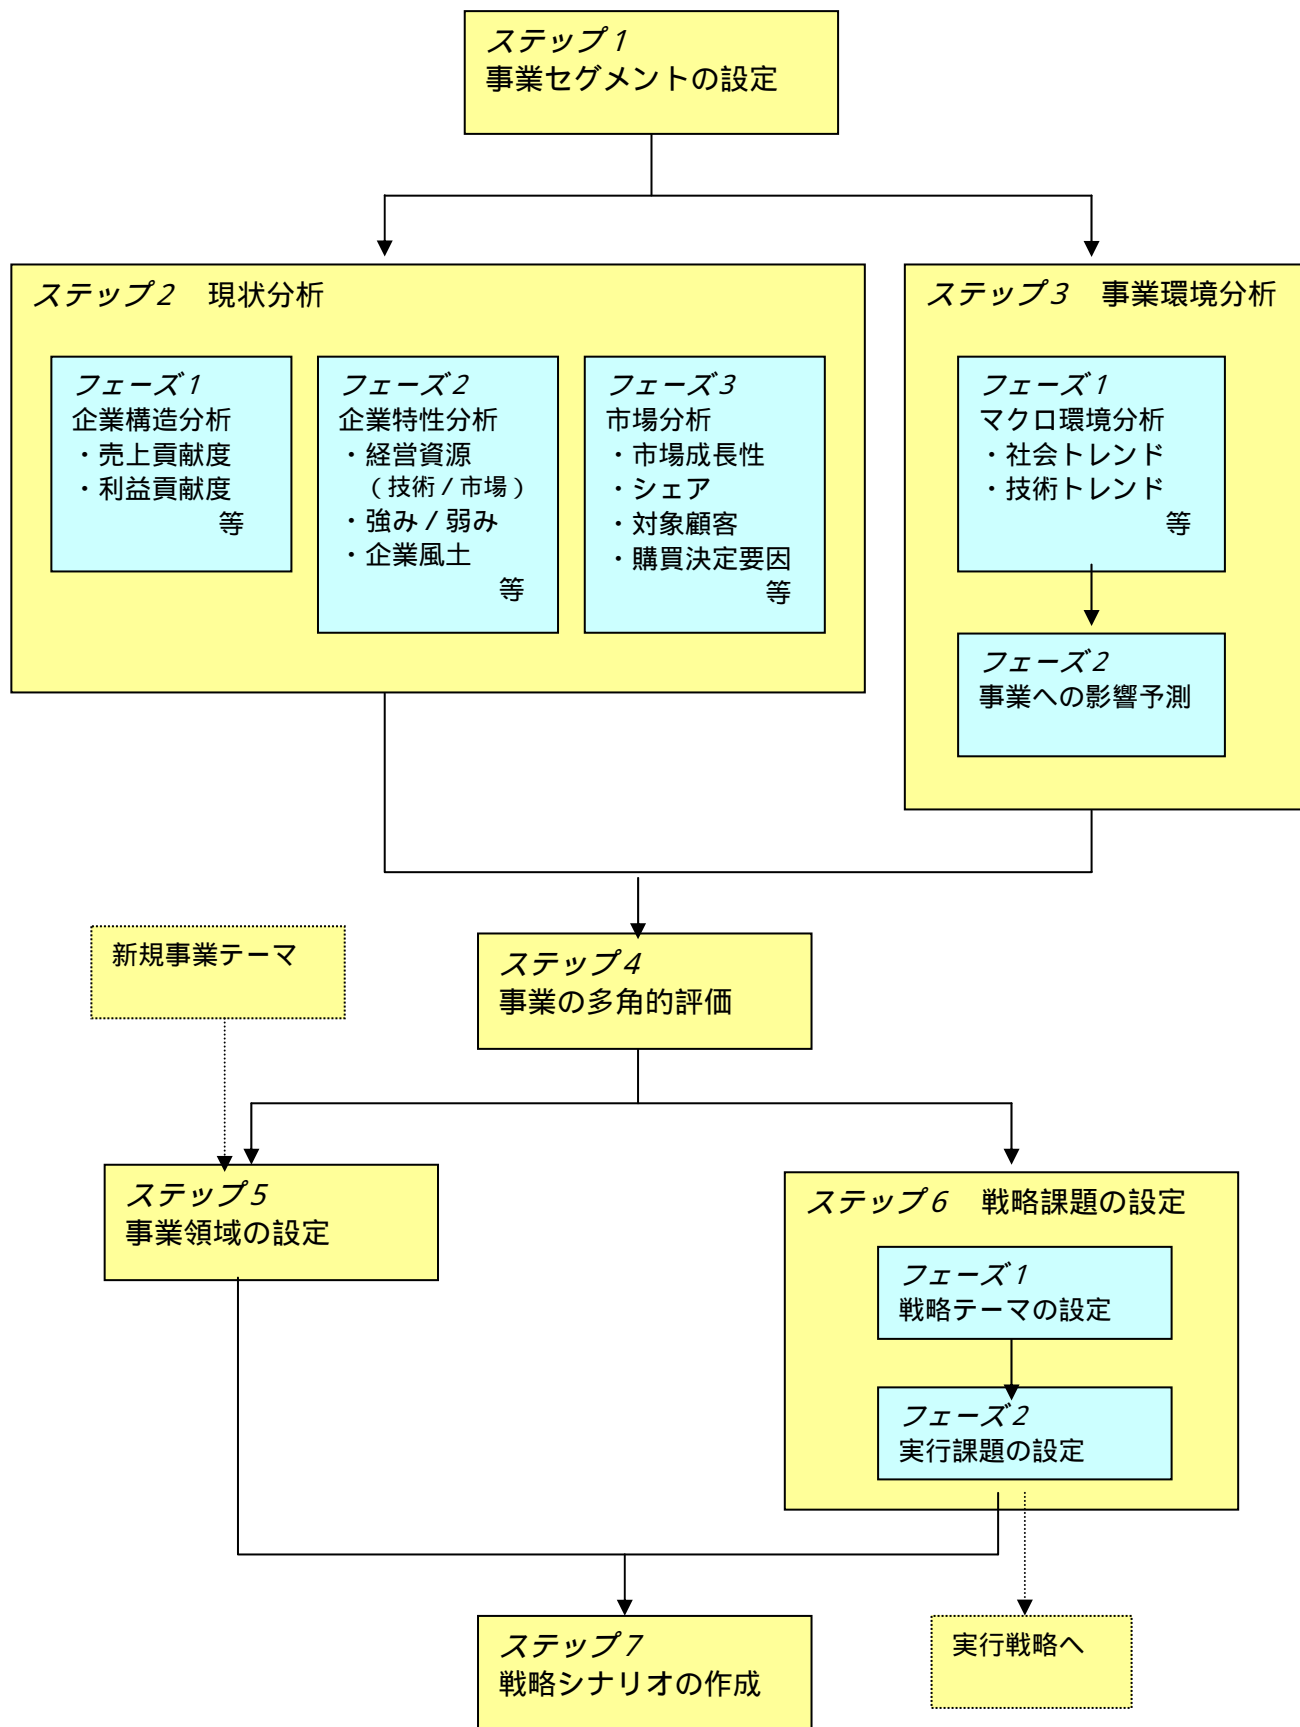 ステップ1
事業セグメントの設定
ステップ2 現状分析
フェーズ1
企業構造分析
・売上貢献度
・利益貢献度
等
フェーズ2
企業特性分析
・経営資源
(技術/市場)
・強み/弱み
・企業風土
等
フェーズ3
市場分析
・市場成長性
・シェア
・対象顧客
・購買決定要因
等
ステップ3 事業環境分析
フェーズ1
マクロ環境分析
・社会トレンド
・技術トレンド
等
フェーズ2
事業への影響予測
新規事業テーマ
ステップ4
事業の多角的評価
ステップ5
事業領域の設定
ステップ6 戦略課題の設定
フェーズ1
戦略テーマの設定
フェーズ2
実行課題の設定
ステップ7
戦略シナリオの作成
実行戦略へ